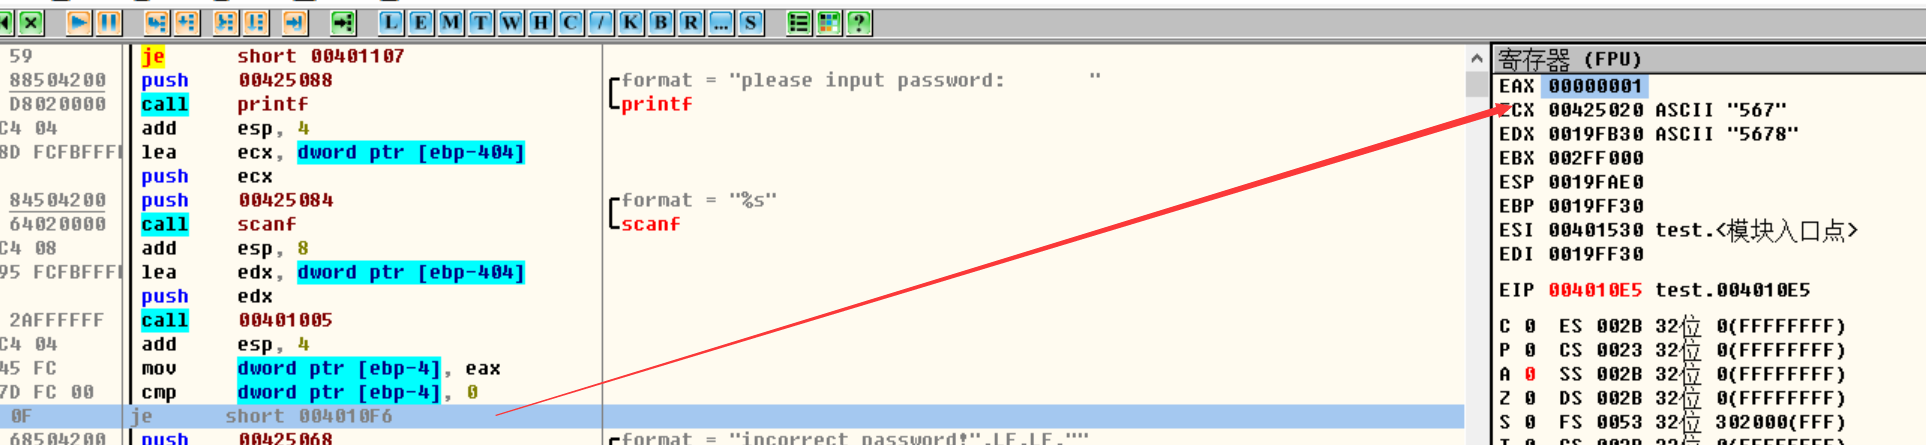 L E M T W H C / K B R ... S ?
59 je short 00401107
88504200 push 00425088 format = "please input password:        "
D8020000 call printf printf
C4 04 add esp, 4
8D FCFBFFFF lea ecx, dword ptr [ebp-404]
push ecx
84504200 push 00425084 format = "%s"
64020000 call scanf scanf
C4 08 add esp, 8
95 FCFBFFFF lea edx, dword ptr [ebp-404]
push edx
2AFFFFFF call 00401005
C4 04 add esp, 4
45 FC mov dword ptr [ebp-4], eax
7D FC 00 cmp dword ptr [ebp-4], 0
0F je short 004010F6
68504200 push 00425068 format = "incorrect password!",LF,LF,""
寄存器 (FPU)
EAX 00000001
ECX 00425020 ASCII "567"
EDX 0019FB30 ASCII "5678"
EBX 002FF000
ESP 0019FAE0
EBP 0019FF30
ESI 00401530 test.<模块入口点>
EDI 0019FF30
EIP 004010E5 test.004010E5
C 0 ES 002B 32位 0(FFFFFFFF)
P 0 CS 0023 32位 0(FFFFFFFF)
A 0 SS 002B 32位 0(FFFFFFFF)
Z 0 DS 002B 32位 0(FFFFFFFF)
S 0 FS 0053 32位 302000(FFF)
T 0 GS 002B 32位 0(FFFFFFFF)